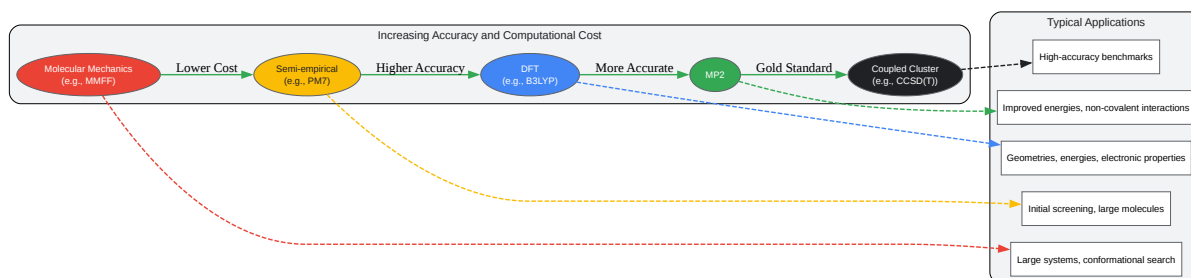 Increasing Accuracy and Computational Cost
Molecular Mechanics
(e.g., MMFF)
Lower Cost
Semi-empirical
(e.g., PM7)
Higher Accuracy
DFT
(e.g., B3LYP)
More Accurate
MP2
Gold Standard
Coupled Cluster
(e.g., CCSD(T))
Typical Applications
High-accuracy benchmarks
Improved energies, non-covalent interactions
Geometries, energies, electronic properties
Initial screening, large molecules
Large systems, conformational search